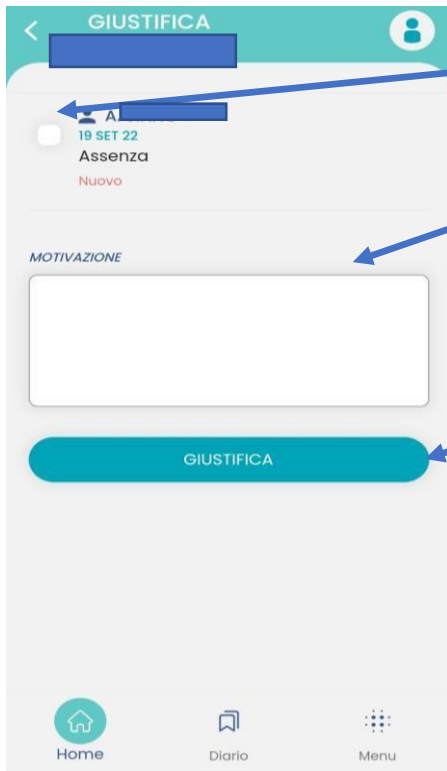 GIUSTIFICA
19 SET 22
Assenza
Nuovo
MOTIVAZIONE
GIUSTIFICA
Home
Diario
Menu